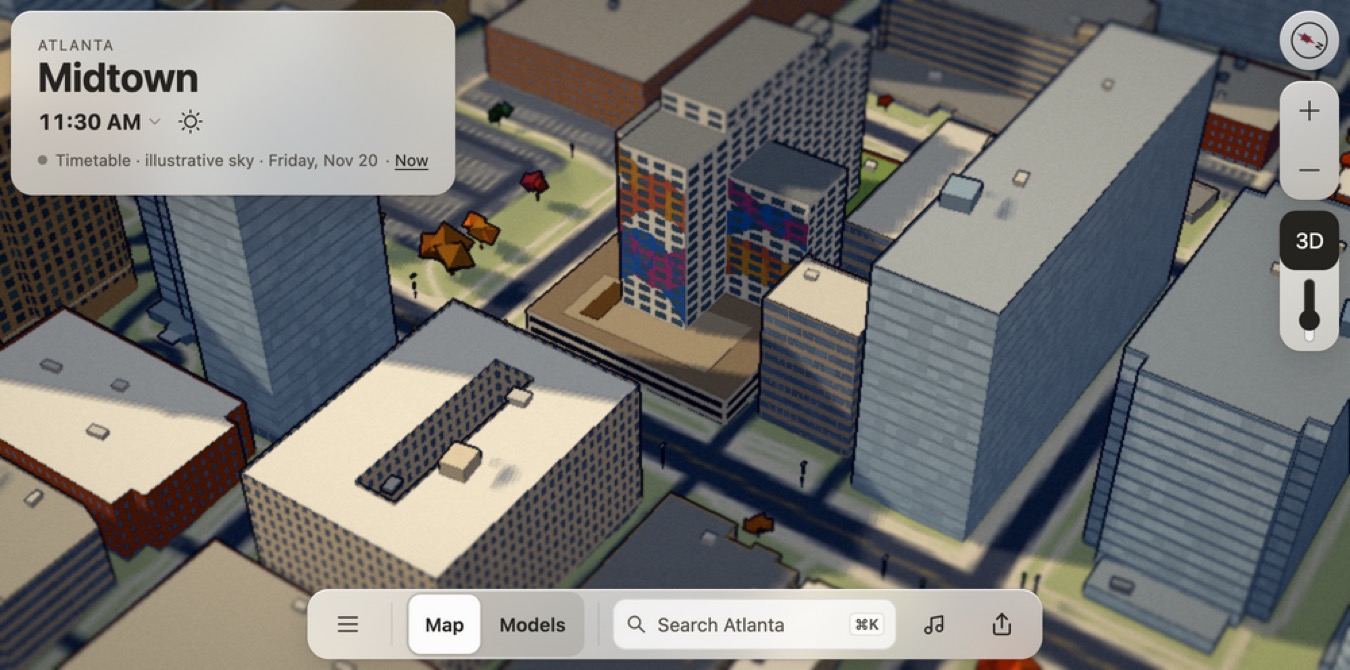 ATLANTA
Midtown
11:30 AM
Timetable · illustrative sky · Friday, Nov 20 · Now
N
3D
Map Models Search Atlanta ⌘K